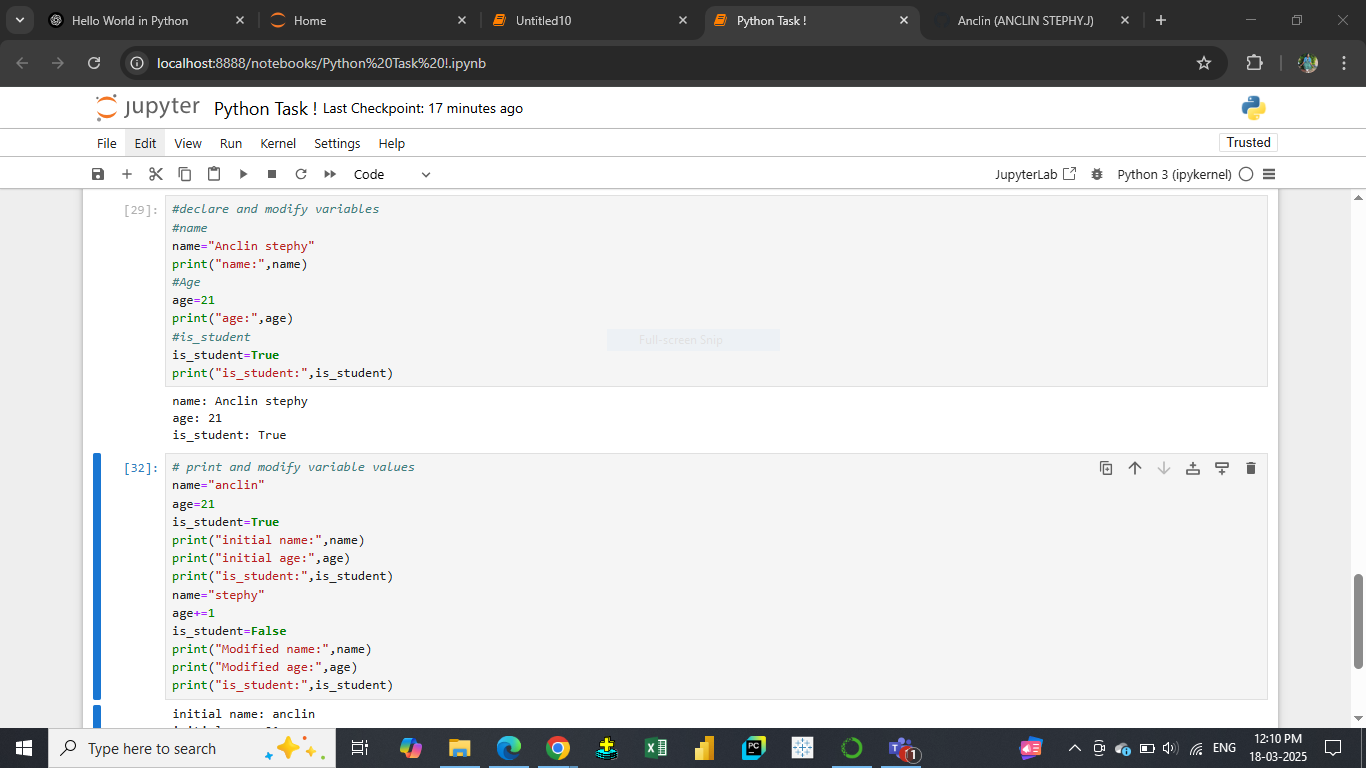 Hello World in Python
Home
Untitled10
Python Task !
Anclin (ANCLIN STEPHY.J)
localhost:8888/notebooks/Python%20Task%20!.ipynb
jupyter Python Task ! Last Checkpoint: 17 minutes ago
File Edit View Run Kernel Settings Help
Trusted
Code
JupyterLab
Python 3 (ipykernel)
[29]:
#declare and modify variables
#name
name="Anclin stephy"
print("name:",name)
#Age
age=21
print("age:",age)
#is_student
is_student=True
print("is_student:",is_student)
Full-screen Snip
name: Anclin stephy
age: 21
is_student: True
[32]:
# print and modify variable values
name="anclin"
age=21
is_student=True
print("initial name:",name)
print("initial age:",age)
print("is_student:",is_student)
name="stephy"
age+=1
is_student=False
print("Modified name:",name)
print("Modified age:",age)
print("is_student:",is_student)
initial name: anclin
Type here to search
PC
1
ENG
12:10 PM
18-03-2025